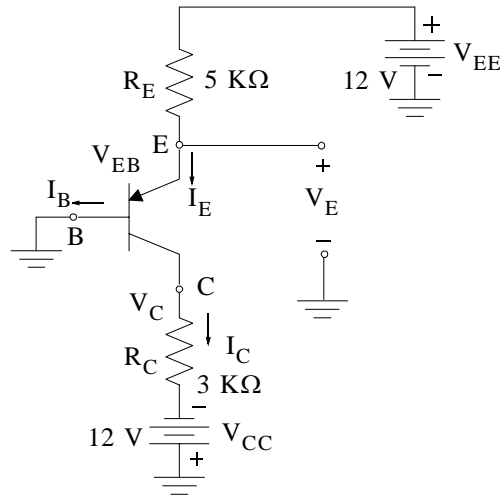 +
V_EE
12 V
−
R_E
5 KΩ
E
V_EB
+
I_B
I_E
V_E
B
−
C
V_C
I_C
R_C
3 KΩ
−
12 V
V_CC
+